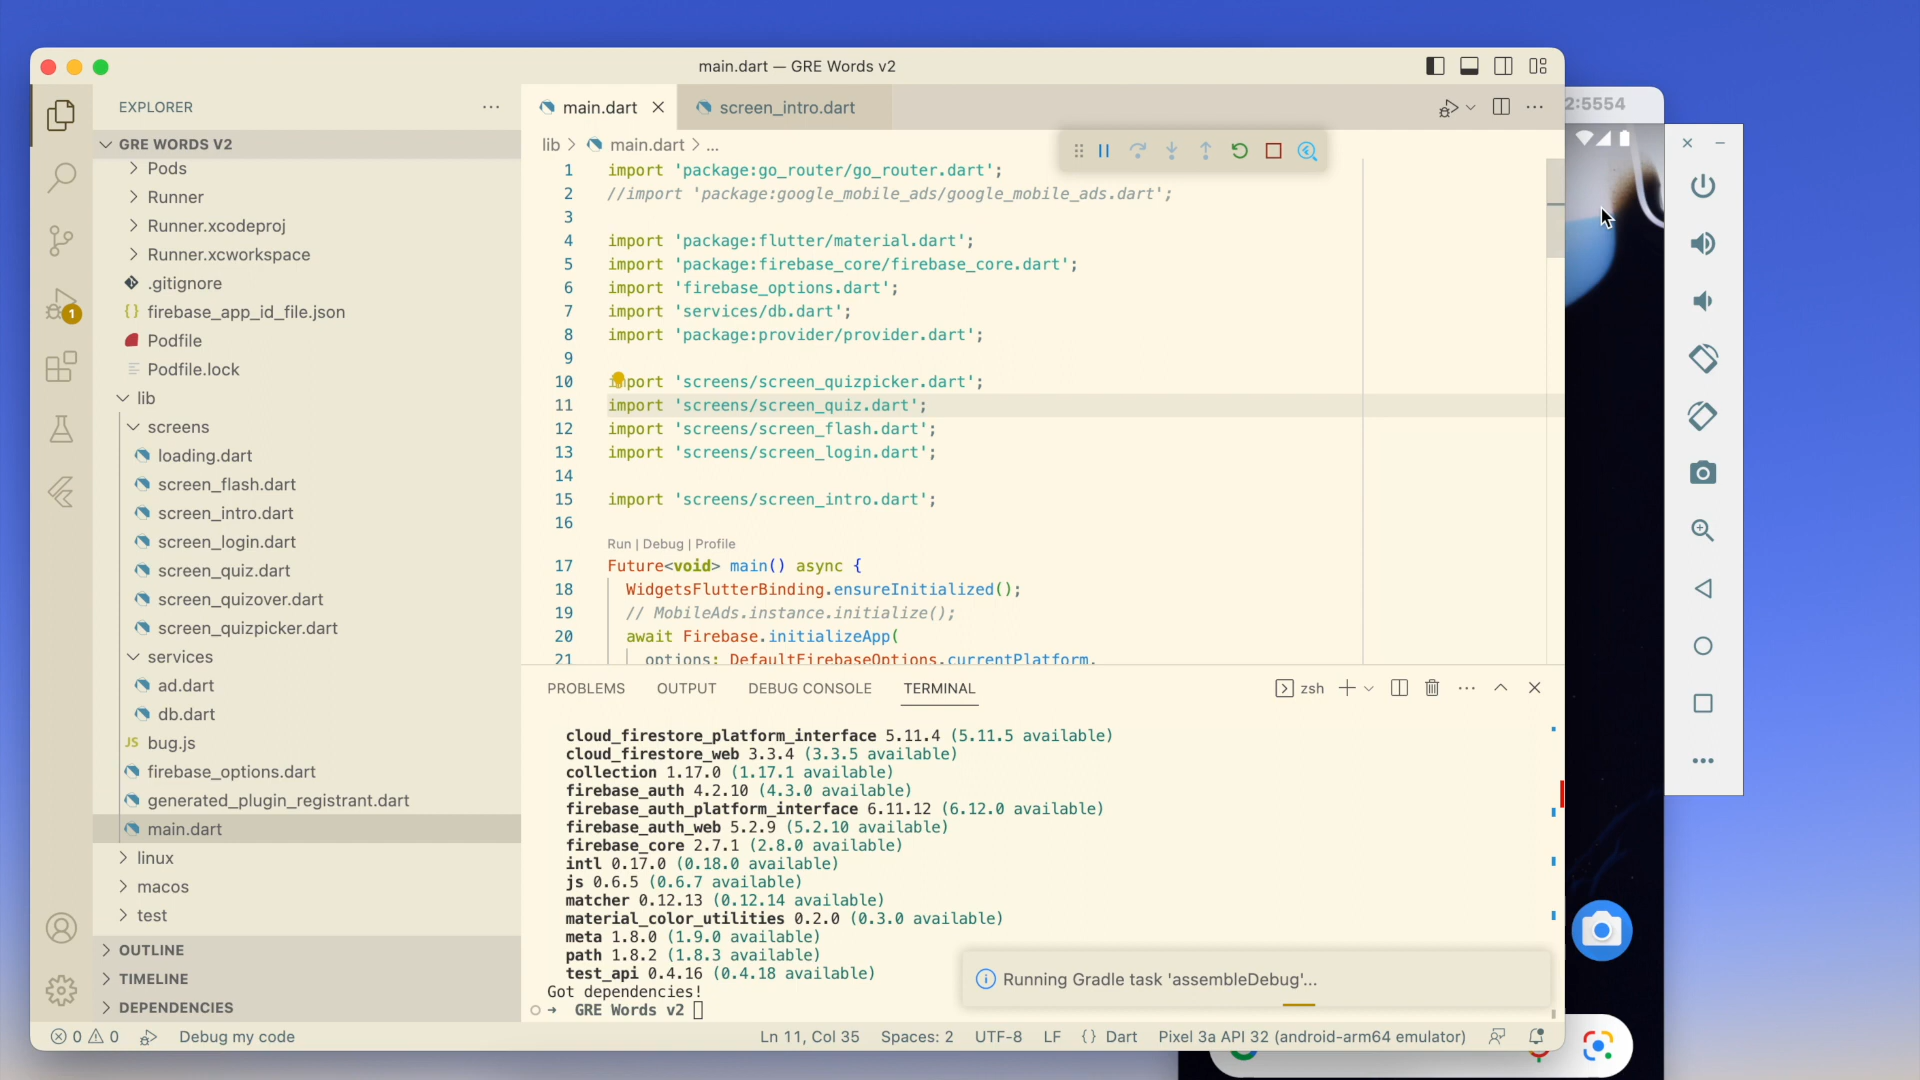 main.dart — GRE Words v2
2:5554
EXPLORER
GRE WORDS V2
Pods
Runner
Runner.xcodeproj
Runner.xcworkspace
.gitignore
{} firebase_app_id_file.json
Podfile
Podfile.lock
lib
screens
loading.dart
screen_flash.dart
screen_intro.dart
screen_login.dart
screen_quiz.dart
screen_quizover.dart
screen_quizpicker.dart
services
ad.dart
db.dart
JS bug.js
firebase_options.dart
generated_plugin_registrant.dart
main.dart
linux
macos
test
OUTLINE
TIMELINE
DEPENDENCIES
1
main.dart
screen_intro.dart
lib > main.dart > ...
1 import 'package:go_router/go_router.dart';
2 //import 'package:google_mobile_ads/google_mobile_ads.dart';
3
4 import 'package:flutter/material.dart';
5 import 'package:firebase_core/firebase_core.dart';
6 import 'firebase_options.dart';
7 import 'services/db.dart';
8 import 'package:provider/provider.dart';
9
10 import 'screens/screen_quizpicker.dart';
11 import 'screens/screen_quiz.dart';
12 import 'screens/screen_flash.dart';
13 import 'screens/screen_login.dart';
14
15 import 'screens/screen_intro.dart';
16
Run | Debug | Profile
17 Future<void> main() async {
18 WidgetsFlutterBinding.ensureInitialized();
19 // MobileAds.instance.initialize();
20 await Firebase.initializeApp(
21 options: DefaultFirebaseOptions.currentPlatform,
PROBLEMS OUTPUT DEBUG CONSOLE TERMINAL
zsh
cloud_firestore_platform_interface 5.11.4 (5.11.5 available)
cloud_firestore_web 3.3.4 (3.3.5 available)
collection 1.17.0 (1.17.1 available)
firebase_auth 4.2.10 (4.3.0 available)
firebase_auth_platform_interface 6.11.12 (6.12.0 available)
firebase_auth_web 5.2.9 (5.2.10 available)
firebase_core 2.7.1 (2.8.0 available)
intl 0.17.0 (0.18.0 available)
js 0.6.5 (0.6.7 available)
matcher 0.12.13 (0.12.14 available)
material_color_utilities 0.2.0 (0.3.0 available)
meta 1.8.0 (1.9.0 available)
path 1.8.2 (1.8.3 available)
test_api 0.4.16 (0.4.18 available)
Got dependencies!
→ GRE Words v2
Running Gradle task 'assembleDebug'...
0 0 Debug my code
Ln 11, Col 35 Spaces: 2 UTF-8 LF {} Dart Pixel 3a API 32 (android-arm64 emulator)